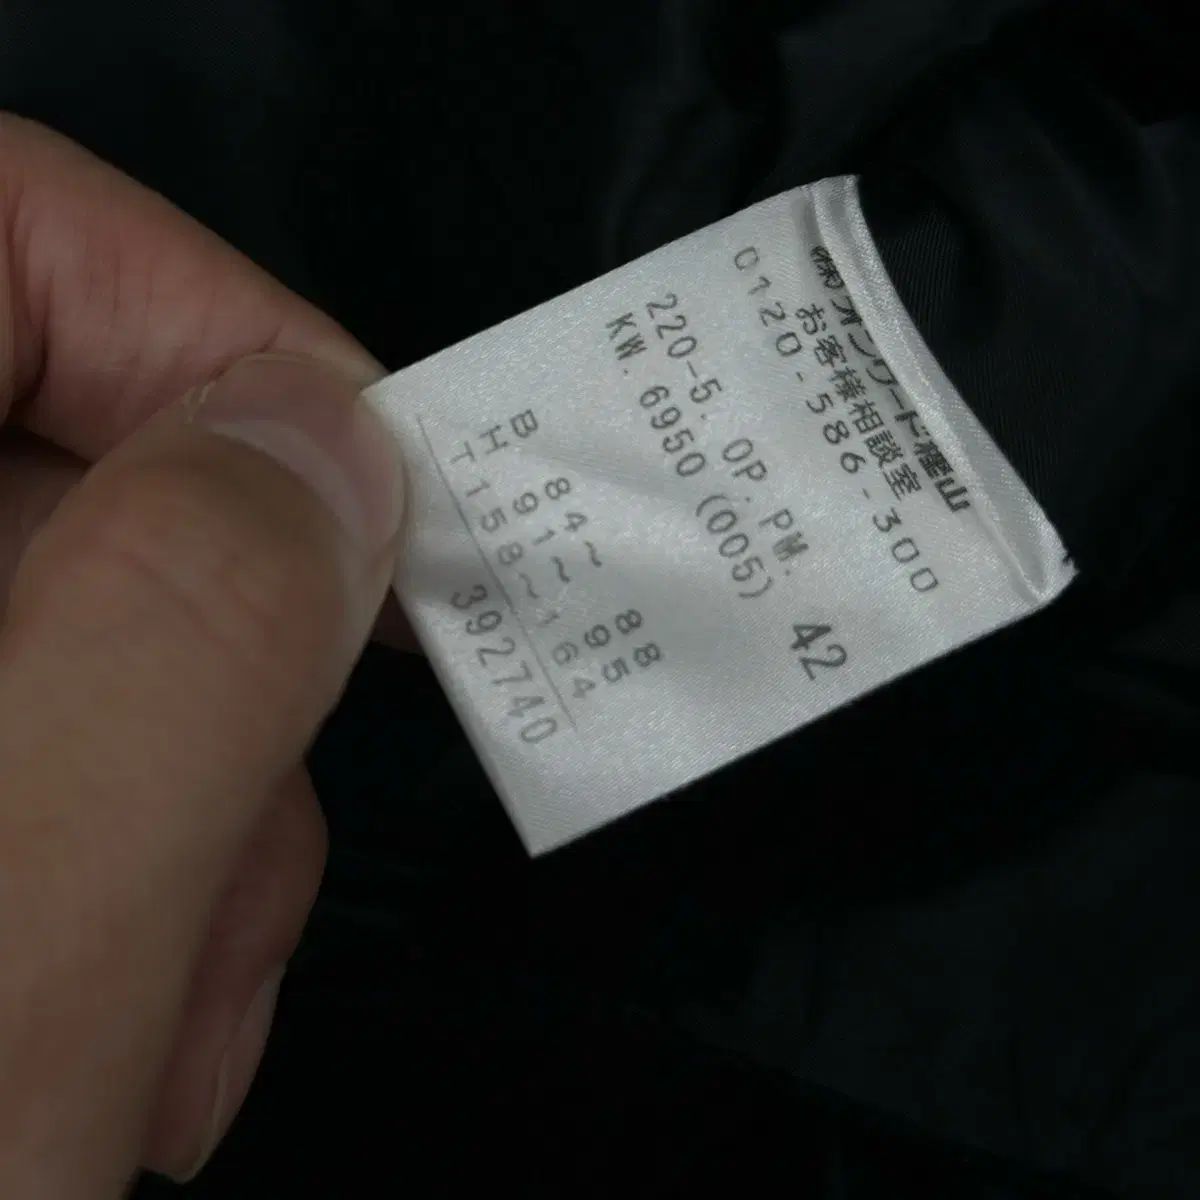 (株)オンワード樫山
お客様相談室
0120-586-300
220-5. OP. PM. 42
KW. 6950 (005)
B 84~ 88
H 91~ 95
T158~164
392740